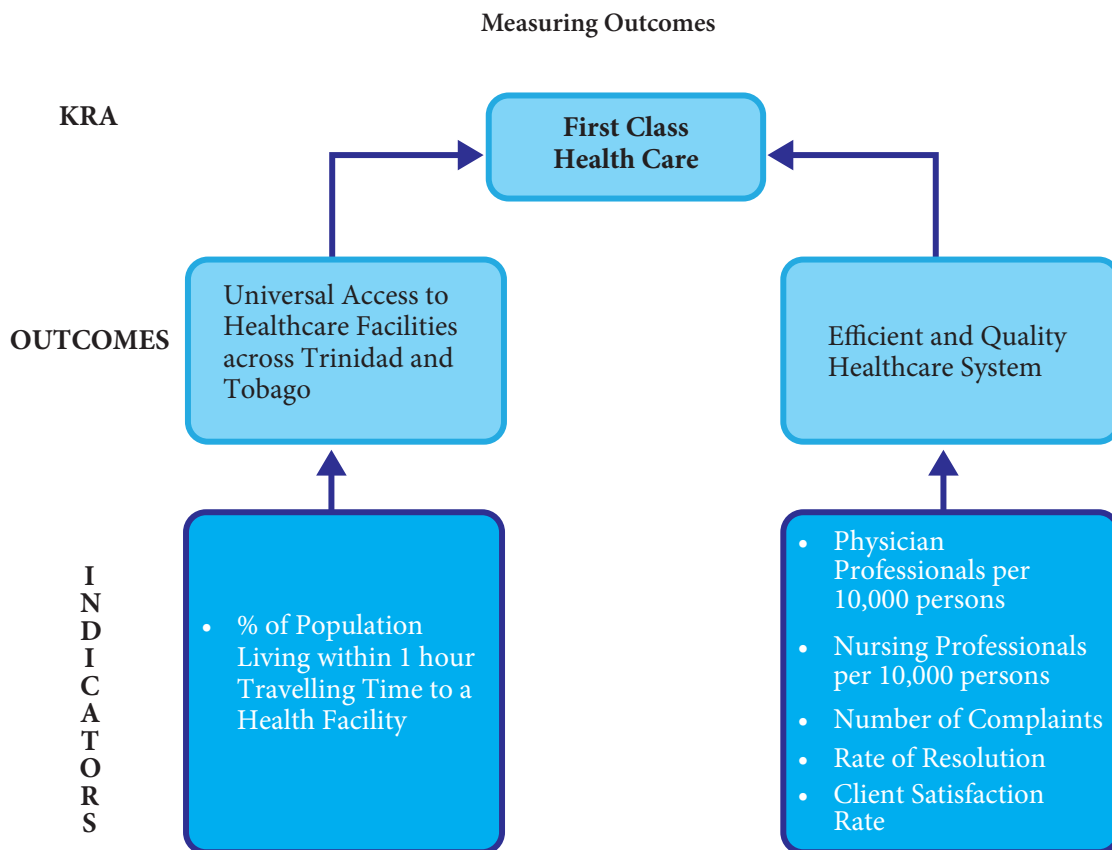 Measuring Outcomes
KRA
First Class
Health Care
OUTCOMES
Universal Access to
Healthcare Facilities
across Trinidad and
Tobago
Efficient and Quality
Healthcare System
INDICATORS
• % of Population
Living within 1 hour
Travelling Time to a
Health Facility
• Physician
Professionals per
10,000 persons
• Nursing Professionals
per 10,000 persons
• Number of Complaints
• Rate of Resolution
• Client Satisfaction
Rate